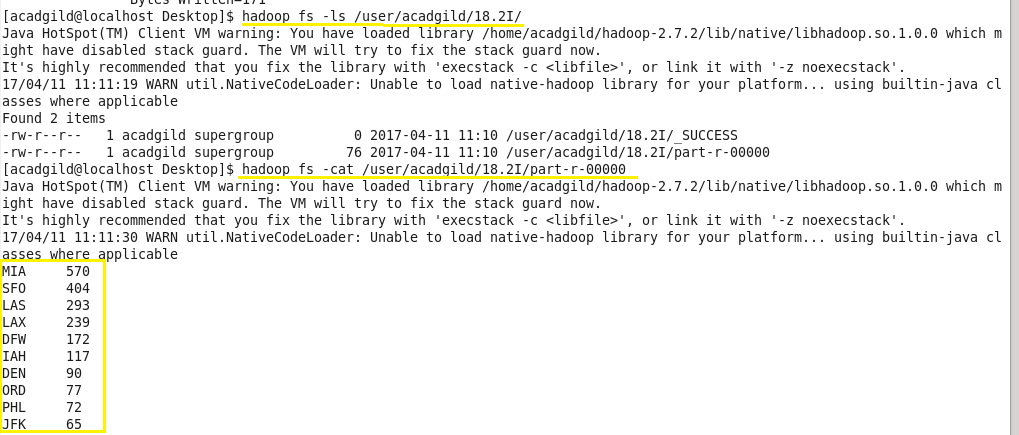 Bytes Written=171
[acadgild@localhost Desktop]$ hadoop fs -ls /user/acadgild/18.2I/
Java HotSpot(TM) Client VM warning: You have loaded library /home/acadgild/hadoop-2.7.2/lib/native/libhadoop.so.1.0.0 which m
ight have disabled stack guard. The VM will try to fix the stack guard now.
It's highly recommended that you fix the library with 'execstack -c <libfile>', or link it with '-z noexecstack'.
17/04/11 11:11:19 WARN util.NativeCodeLoader: Unable to load native-hadoop library for your platform... using builtin-java cl
asses where applicable
Found 2 items
-rw-r--r--   1 acadgild supergroup          0 2017-04-11 11:10 /user/acadgild/18.2I/_SUCCESS
-rw-r--r--   1 acadgild supergroup         76 2017-04-11 11:10 /user/acadgild/18.2I/part-r-00000
[acadgild@localhost Desktop]$ hadoop fs -cat /user/acadgild/18.2I/part-r-00000
Java HotSpot(TM) Client VM warning: You have loaded library /home/acadgild/hadoop-2.7.2/lib/native/libhadoop.so.1.0.0 which m
ight have disabled stack guard. The VM will try to fix the stack guard now.
It's highly recommended that you fix the library with 'execstack -c <libfile>', or link it with '-z noexecstack'.
17/04/11 11:11:30 WARN util.NativeCodeLoader: Unable to load native-hadoop library for your platform... using builtin-java cl
asses where applicable
MIA     570
SFO     404
LAS     293
LAX     239
DFW     172
IAH     117
DEN     90
ORD     77
PHL     72
JFK     65